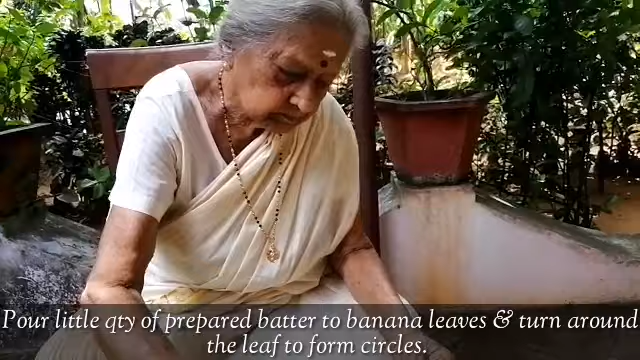 Pour little qty of prepared batter to banana leaves & turn around
the leaf to form circles.